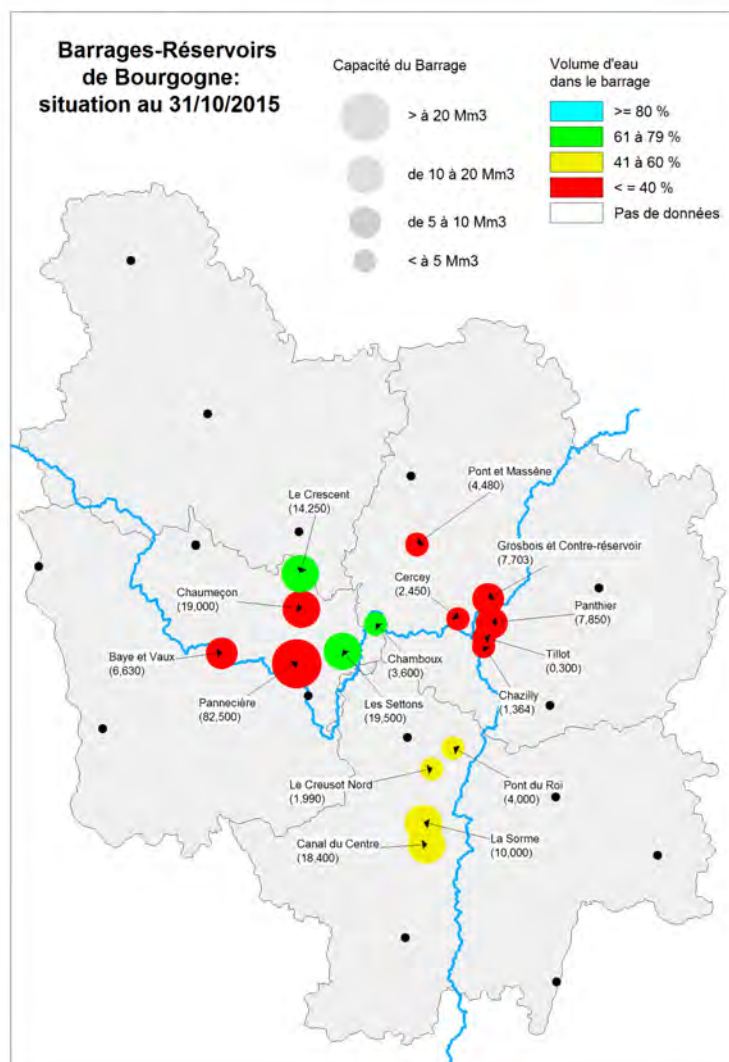 Barrages-Réservoirs
de Bourgogne:
situation au 31/10/2015
Capacité du Barrage
> à 20 Mm3
de 10 à 20 Mm3
de 5 à 10 Mm3
< à 5 Mm3
Volume d'eau
dans le barrage
>= 80 %
61 à 79 %
41 à 60 %
< = 40 %
Pas de données
Pont et Massène
(4,480)
Le Crescent
(14,250)
Grosbois et Contre-réservoir
(7,703)
Cercey
(2,450)
Chaumeçon
(19,000)
Panthier
(7,850)
Baye et Vaux
(6,630)
Chamboux
(3,600)
Tillot
(0,300)
Pannecière
(82,500)
Les Settons
(19,500)
Chazilly
(1,364)
Le Creusot Nord
(1,990)
Pont du Roi
(4,000)
Canal du Centre
(18,400)
La Sorme
(10,000)